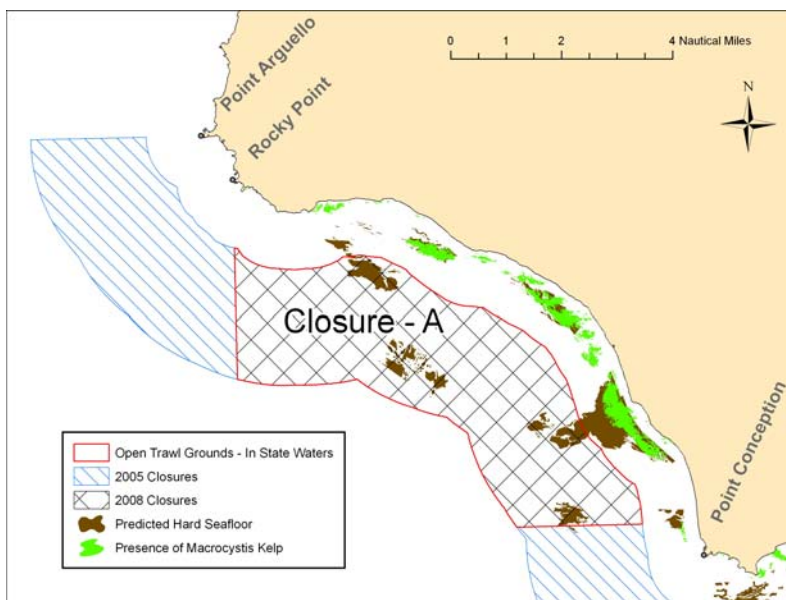 Point Arguello
Rocky Point
0 1 2 4 Nautical Miles
N
Closure - A
Point Conception
Open Trawl Grounds - In State Waters
2005 Closures
2008 Closures
Predicted Hard Seafloor
Presence of Macrocystis Kelp